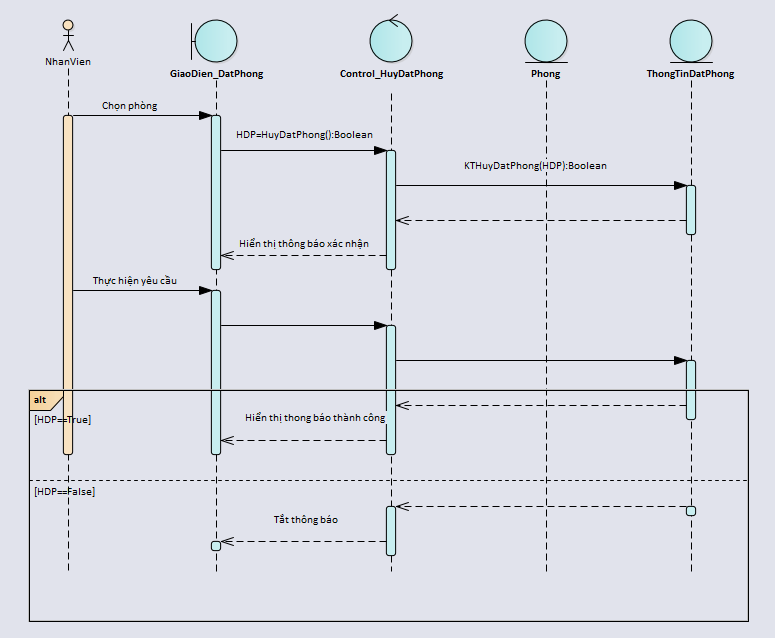 NhanVien
GiaoDien_DatPhong
Control_HuyDatPhong
Phong
ThongTinDatPhong
Chọn phòng
HDP=HuyDatPhong():Boolean
KTHuyDatPhong(HDP):Boolean
Hiển thị thông báo xác nhận
Thực hiện yêu cầu
alt
[HDP==True]
Hiển thị thong báo thành công
[HDP==False]
Tắt thông báo